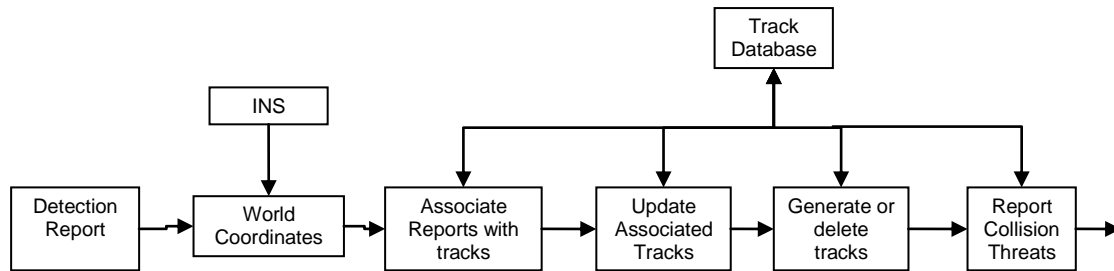 Track
Database
INS
Detection
Report
World
Coordinates
Associate
Reports with
tracks
Update
Associated
Tracks
Generate or
delete
tracks
Report
Collision
Threats